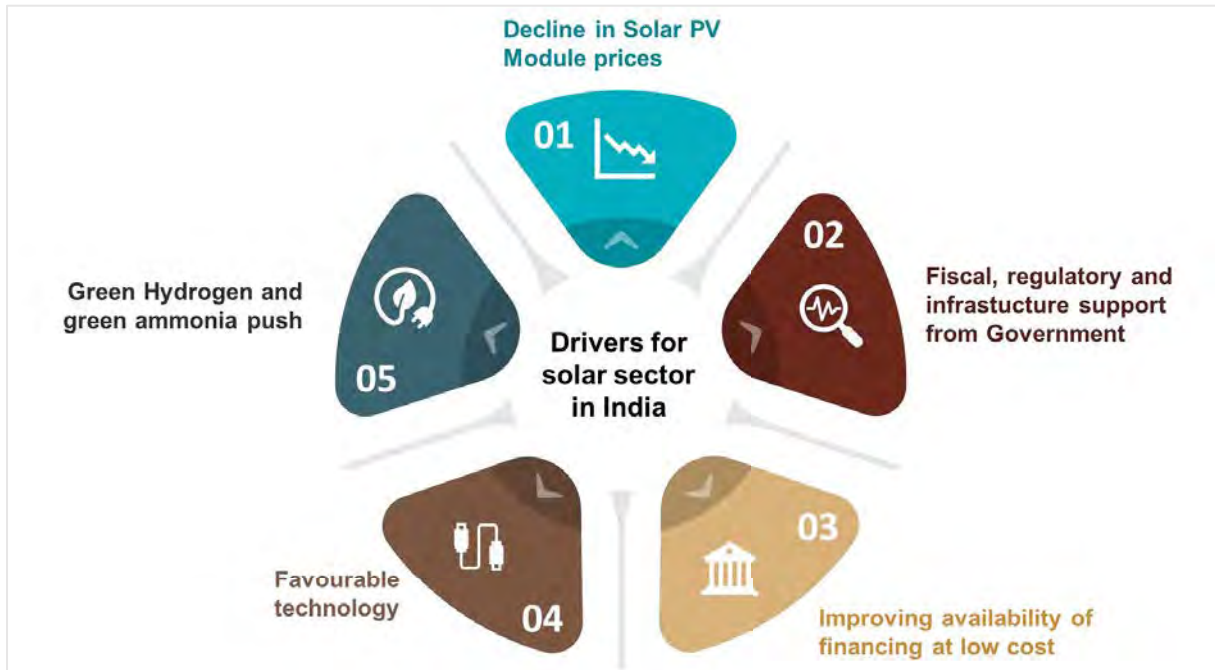 Decline in Solar PV
Module prices
01
02
Fiscal, regulatory and
infrastucture support
from Government
03
Improving availability of
financing at low cost
04
Favourable
technology
05
Green Hydrogen and
green ammonia push
Drivers for
solar sector
in India